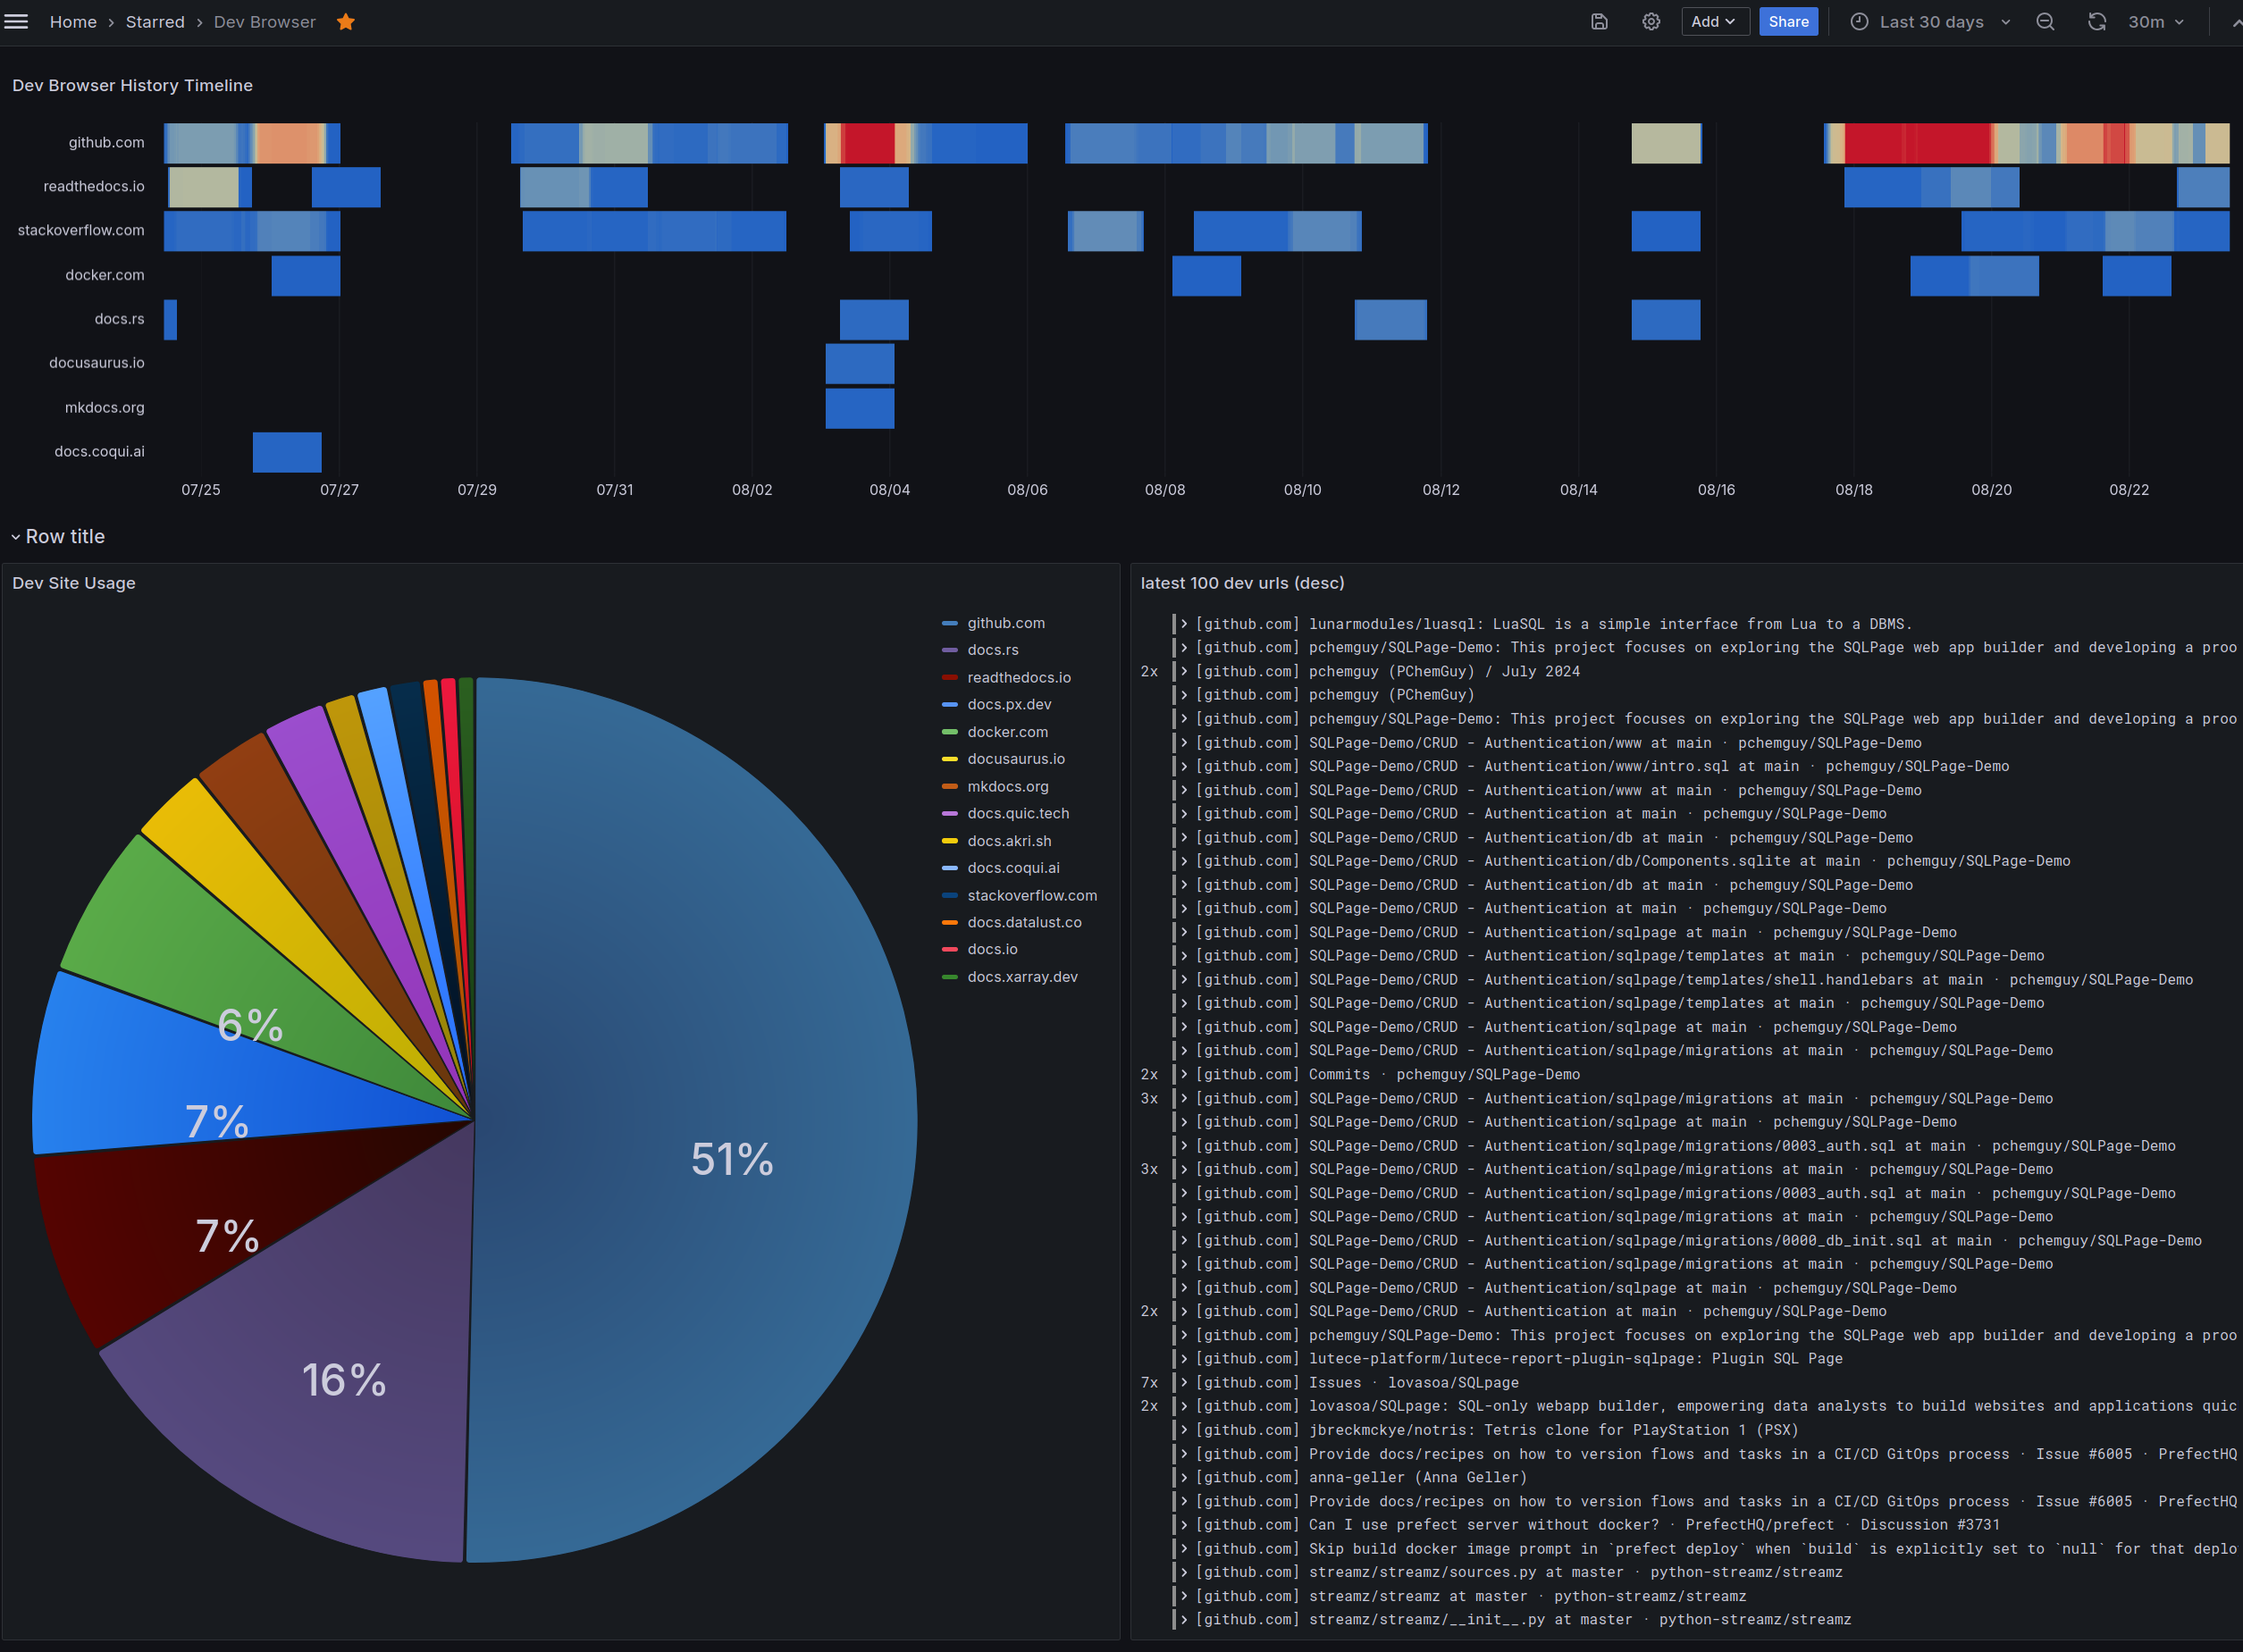 Home › Starred › Dev Browser
Add
Share
Last 30 days
30m
Dev Browser History Timeline
github.com
readthedocs.io
stackoverflow.com
docker.com
docs.rs
docusaurus.io
mkdocs.org
docs.coqui.ai
07/25 07/27 07/29 07/31 08/02 08/04 08/06 08/08 08/10 08/12 08/14 08/16 08/18 08/20 08/22
Row title
Dev Site Usage
51%
16%
7%
7%
6%
github.com
docs.rs
readthedocs.io
docs.px.dev
docker.com
docusaurus.io
mkdocs.org
docs.quic.tech
docs.akri.sh
docs.coqui.ai
stackoverflow.com
docs.datalust.co
docs.io
docs.xarray.dev
latest 100 dev urls (desc)
[github.com] lunarmodules/luasql: LuaSQL is a simple interface from Lua to a DBMS.
[github.com] pchemguy/SQLPage-Demo: This project focuses on exploring the SQLPage web app builder and developing a proo
2x [github.com] pchemguy (PChemGuy) / July 2024
[github.com] pchemguy (PChemGuy)
[github.com] pchemguy/SQLPage-Demo: This project focuses on exploring the SQLPage web app builder and developing a proo
[github.com] SQLPage-Demo/CRUD - Authentication/www at main · pchemguy/SQLPage-Demo
[github.com] SQLPage-Demo/CRUD - Authentication/www/intro.sql at main · pchemguy/SQLPage-Demo
[github.com] SQLPage-Demo/CRUD - Authentication/www at main · pchemguy/SQLPage-Demo
[github.com] SQLPage-Demo/CRUD - Authentication at main · pchemguy/SQLPage-Demo
[github.com] SQLPage-Demo/CRUD - Authentication/db at main · pchemguy/SQLPage-Demo
[github.com] SQLPage-Demo/CRUD - Authentication/db/Components.sqlite at main · pchemguy/SQLPage-Demo
[github.com] SQLPage-Demo/CRUD - Authentication/db at main · pchemguy/SQLPage-Demo
[github.com] SQLPage-Demo/CRUD - Authentication at main · pchemguy/SQLPage-Demo
[github.com] SQLPage-Demo/CRUD - Authentication/sqlpage at main · pchemguy/SQLPage-Demo
[github.com] SQLPage-Demo/CRUD - Authentication/sqlpage/templates at main · pchemguy/SQLPage-Demo
[github.com] SQLPage-Demo/CRUD - Authentication/sqlpage/templates/shell.handlebars at main · pchemguy/SQLPage-Demo
[github.com] SQLPage-Demo/CRUD - Authentication/sqlpage/templates at main · pchemguy/SQLPage-Demo
[github.com] SQLPage-Demo/CRUD - Authentication/sqlpage at main · pchemguy/SQLPage-Demo
[github.com] SQLPage-Demo/CRUD - Authentication/sqlpage/migrations at main · pchemguy/SQLPage-Demo
2x [github.com] Commits · pchemguy/SQLPage-Demo
3x [github.com] SQLPage-Demo/CRUD - Authentication/sqlpage/migrations at main · pchemguy/SQLPage-Demo
[github.com] SQLPage-Demo/CRUD - Authentication/sqlpage at main · pchemguy/SQLPage-Demo
[github.com] SQLPage-Demo/CRUD - Authentication/sqlpage/migrations/0003_auth.sql at main · pchemguy/SQLPage-Demo
3x [github.com] SQLPage-Demo/CRUD - Authentication/sqlpage/migrations at main · pchemguy/SQLPage-Demo
[github.com] SQLPage-Demo/CRUD - Authentication/sqlpage/migrations/0003_auth.sql at main · pchemguy/SQLPage-Demo
[github.com] SQLPage-Demo/CRUD - Authentication/sqlpage/migrations at main · pchemguy/SQLPage-Demo
[github.com] SQLPage-Demo/CRUD - Authentication/sqlpage/migrations/0000_db_init.sql at main · pchemguy/SQLPage-Demo
[github.com] SQLPage-Demo/CRUD - Authentication/sqlpage/migrations at main · pchemguy/SQLPage-Demo
[github.com] SQLPage-Demo/CRUD - Authentication/sqlpage at main · pchemguy/SQLPage-Demo
2x [github.com] SQLPage-Demo/CRUD - Authentication at main · pchemguy/SQLPage-Demo
[github.com] pchemguy/SQLPage-Demo: This project focuses on exploring the SQLPage web app builder and developing a proo
[github.com] lutece-platform/lutece-report-plugin-sqlpage: Plugin SQL Page
7x [github.com] Issues · lovasoa/SQLpage
2x [github.com] lovasoa/SQLpage: SQL-only webapp builder, empowering data analysts to build websites and applications quic
[github.com] jbreckmckye/notris: Tetris clone for PlayStation 1 (PSX)
[github.com] Provide docs/recipes on how to version flows and tasks in a CI/CD GitOps process · Issue #6005 · PrefectHQ
[github.com] anna-geller (Anna Geller)
[github.com] Provide docs/recipes on how to version flows and tasks in a CI/CD GitOps process · Issue #6005 · PrefectHQ
[github.com] Can I use prefect server without docker? · PrefectHQ/prefect · Discussion #3731
[github.com] Skip build docker image prompt in `prefect deploy` when `build` is explicitly set to `null` for that deplo
[github.com] streamz/streamz/sources.py at master · python-streamz/streamz
[github.com] streamz/streamz at master · python-streamz/streamz
[github.com] streamz/streamz/__init__.py at master · python-streamz/streamz